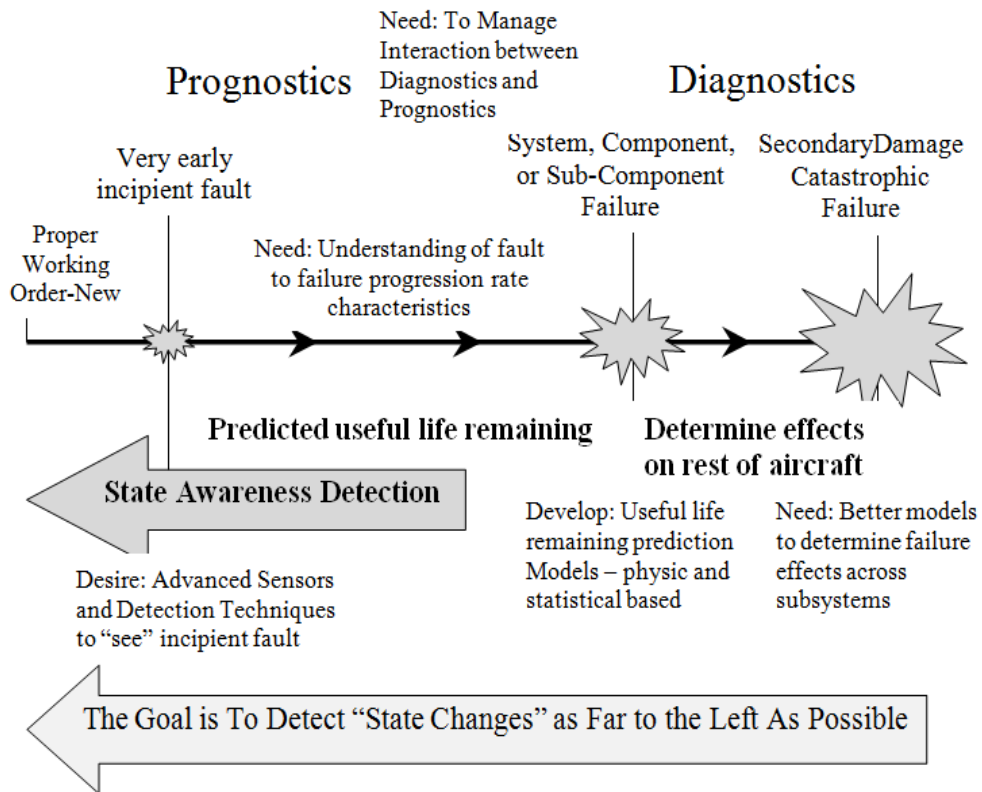 Need: To Manage
Interaction between
Diagnostics and
Prognostics
Prognostics
Diagnostics
Very early
incipient fault
System, Component,
or Sub-Component
Failure
SecondaryDamage
Catastrophic
Failure
Proper
Working
Order-New
Need: Understanding of fault
to failure progression rate
characteristics
Predicted useful life remaining
Determine effects
on rest of aircraft
State Awareness Detection
Develop: Useful life
remaining prediction
Models – physic and
statistical based
Need: Better models
to determine failure
effects across
subsystems
Desire: Advanced Sensors
and Detection Techniques
to “see” incipient fault
The Goal is To Detect “State Changes” as Far to the Left As Possible